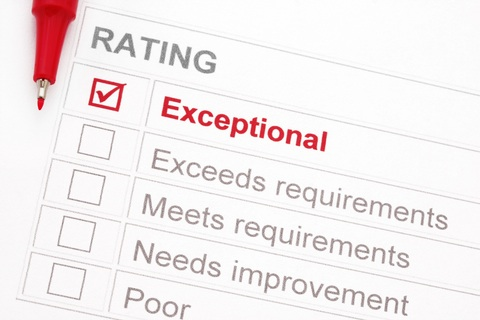 RATING
Exceptional
Exceeds requirements
Meets requirements
Needs improvement
Poor